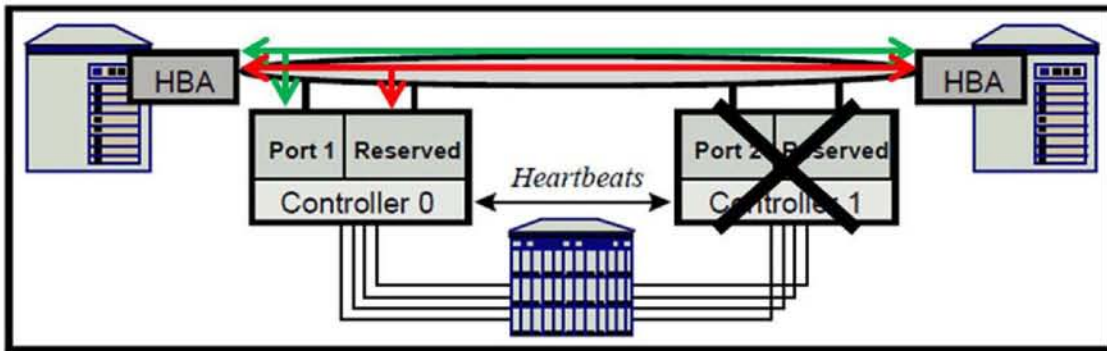 HBA
HBA
Port 1 Reserved
Port 2 Reserved
Heartbeats
Controller 0
Controller 1